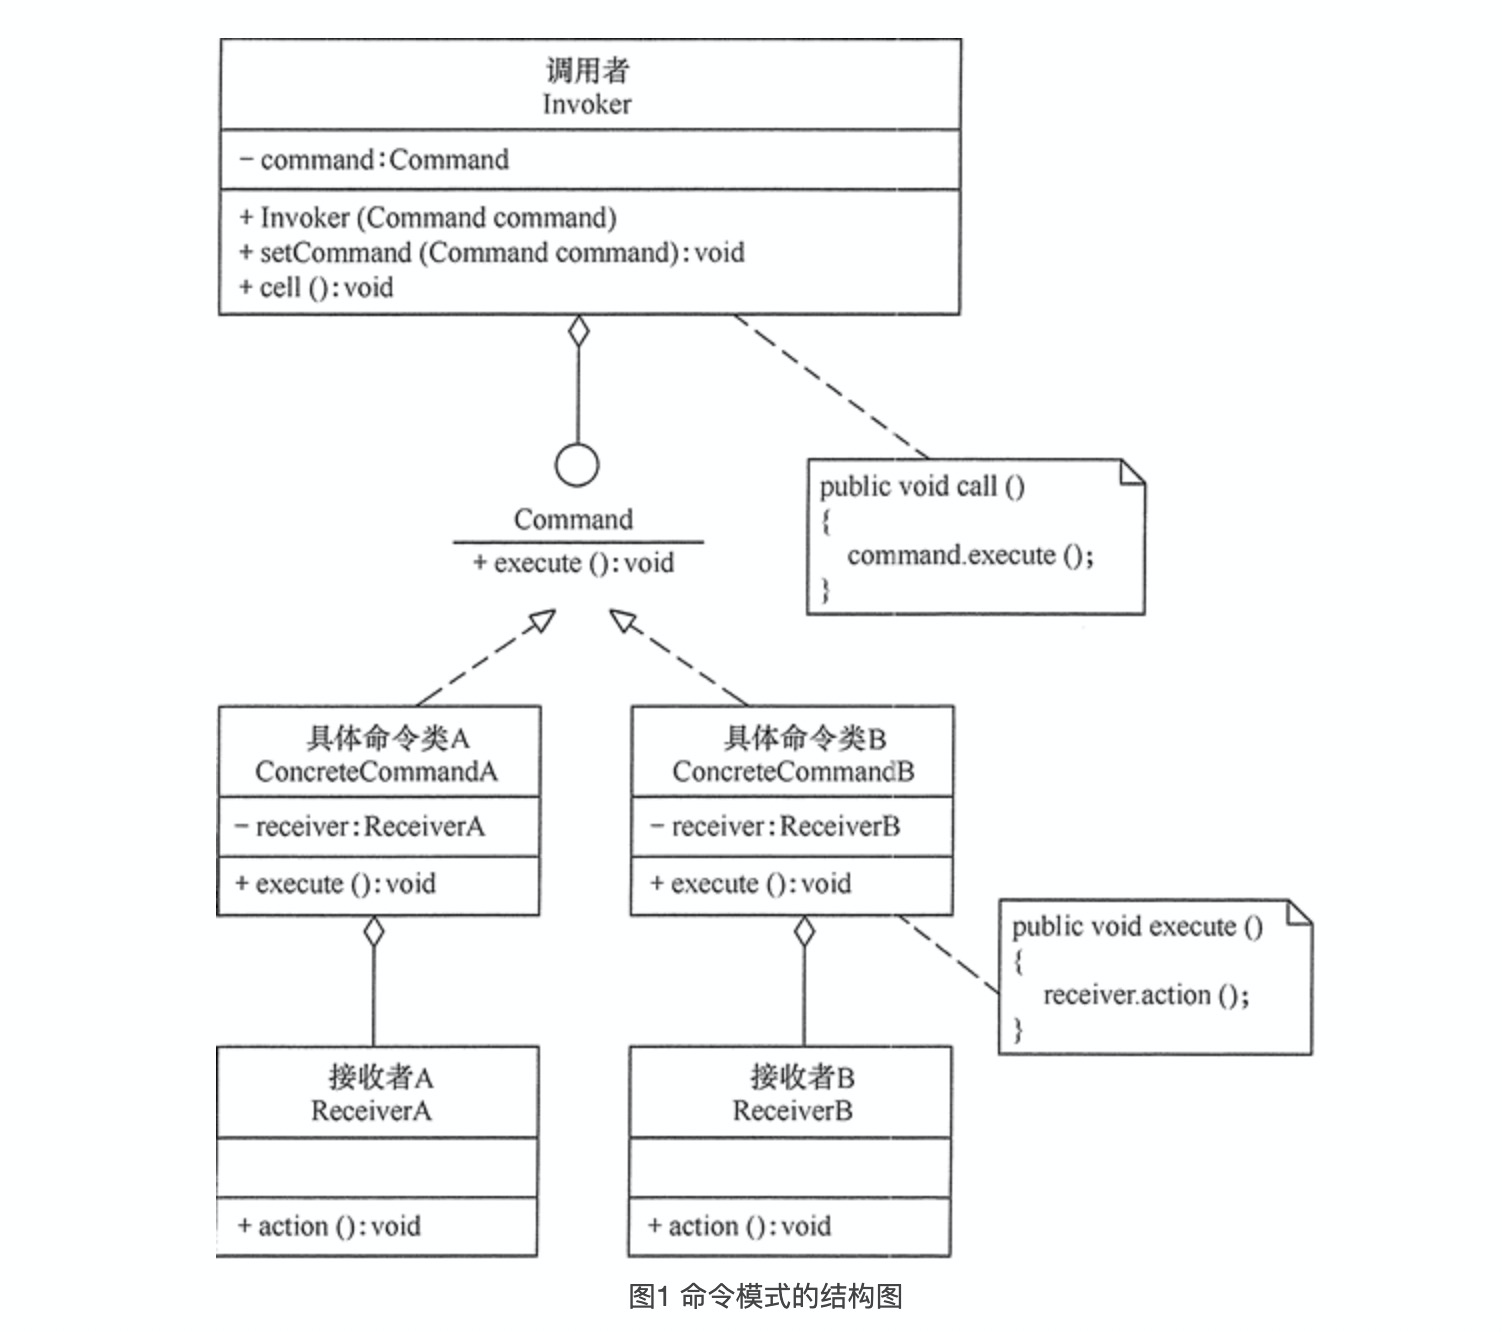 调用者
Invoker
- command:Command
+ Invoker (Command command)
+ setCommand (Command command):void
+ cell ():void
Command
+ execute ():void
public void call ()
{
command.execute ();
}
具体命令类A
ConcreteCommandA
- receiver:ReceiverA
+ execute ():void
具体命令类B
ConcreteCommandB
- receiver:ReceiverB
+ execute ():void
public void execute ()
{
receiver.action ();
}
接收者A
ReceiverA
+ action ():void
接收者B
ReceiverB
+ action ():void
图1 命令模式的结构图